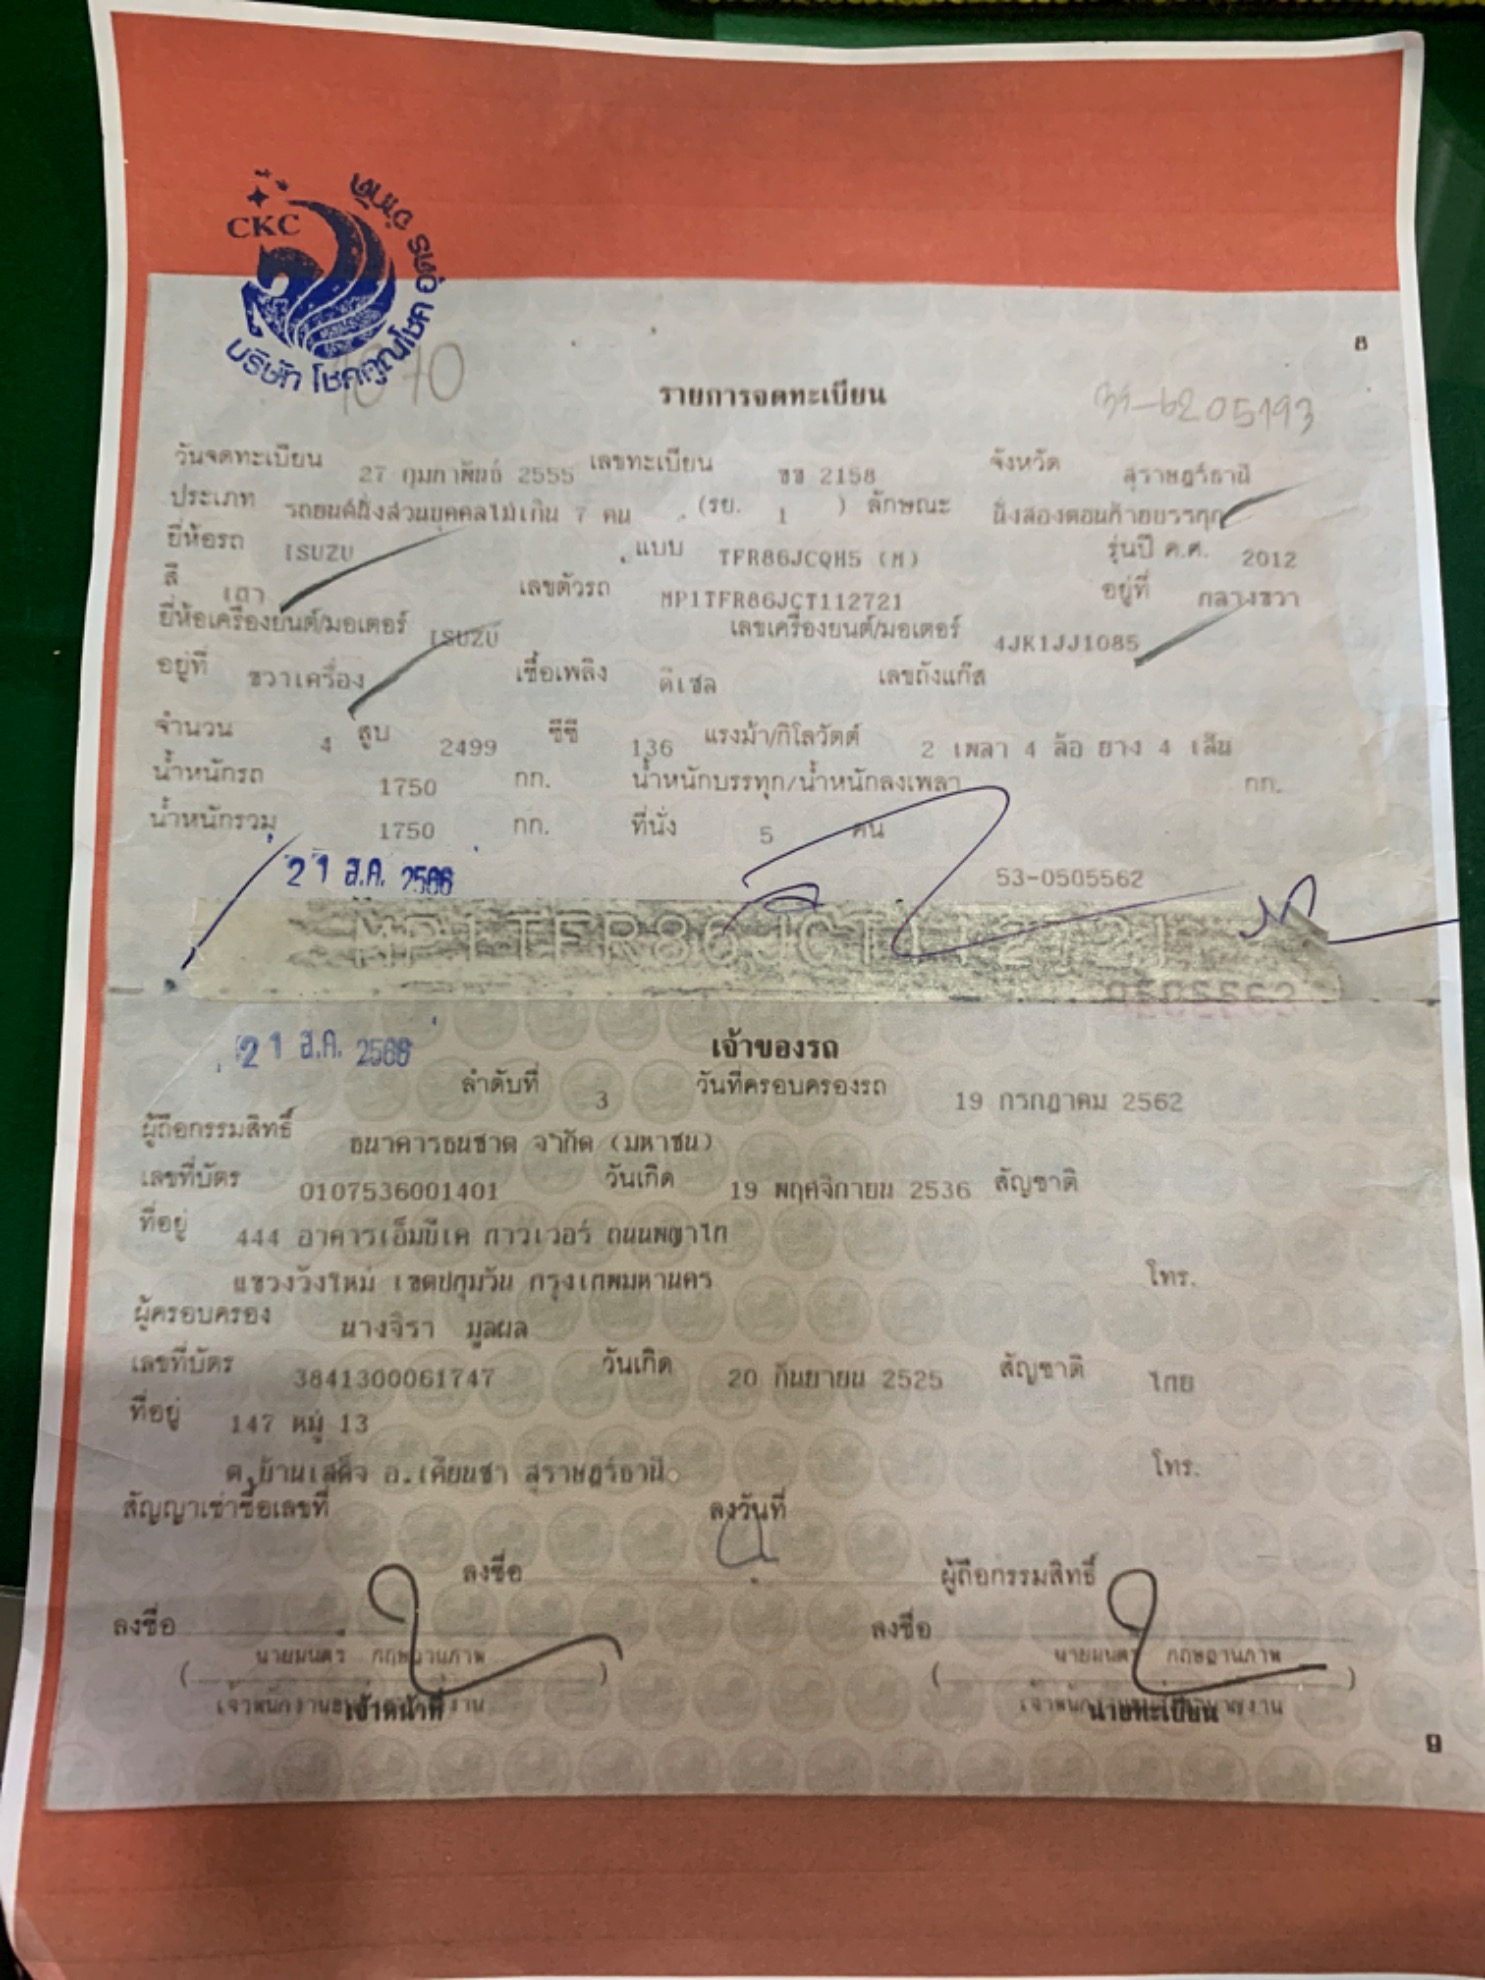 CKC
บริษัท โชคคูณโชค
8
รายการจดทะเบียน
วันจดทะเบียน 27 กุมภาพันธ์ 2555 เลขทะเบียน 2158 จังหวัด สุราษฎร์ธานี
ประเภท รถยนต์นั่งส่วนบุคคลไม่เกิน 7 คน (รย. 1 ) ลักษณะ นั่งสองตอนท้ายบรรทุก
ยี่ห้อรถ ISUZU แบบ TFR86JCQH5 (M) รุ่นปี ค.ศ. 2012
สี เทา เลขตัวรถ MP1TFR86JCT112721 อยู่ที่ กลางขวา
ยี่ห้อเครื่องยนต์/มอเตอร์ ISUZU เลขเครื่องยนต์/มอเตอร์ 4JK1JJ1085
อยู่ที่ ขวาเครื่อง เชื้อเพลิง ดีเซล เลขถังแก๊ส
จำนวน 4 สูบ 2499 ซีซี 136 แรงม้า/กิโลวัตต์ 2 เพลา 4 ล้อ ยาง 4 เส้น
น้ำหนักรถ 1750 กก. น้ำหนักบรรทุก/น้ำหนักลงเพลา กก.
น้ำหนักรวม 1750 กก. ที่นั่ง 5 คน
21 ส.ค. 2566
53-0505562
MP1TFR86JCT112721
0505562
21 ส.ค. 2566
เจ้าของรถ
ลำดับที่ 3 วันที่ครอบครองรถ 19 กรกฎาคม 2562
ผู้ถือกรรมสิทธิ์ ธนาคารธนชาต จำกัด (มหาชน)
เลขที่บัตร 0107536001401 วันเกิด 19 พฤศจิกายน 2536 สัญชาติ
ที่อยู่ 444 อาคารเอ็มบีเค ทาวเวอร์ ถนนพญาไท
แขวงวังใหม่ เขตปทุมวัน กรุงเทพมหานคร โทร.
ผู้ครอบครอง นางจิรา มูลผล
เลขที่บัตร 3841300061747 วันเกิด 20 กันยายน 2525 สัญชาติ ไทย
ที่อยู่ 147 หมู่ 13
ต.บ้านเสด็จ อ.เคียนซา สุราษฎร์ธานี โทร.
สัญญาเช่าซื้อเลขที่ ลงวันที่
ลงชื่อ ผู้ถือกรรมสิทธิ์
ลงชื่อ ลงชื่อ
เจ้าหน้าที่ นายทะเบียน
9